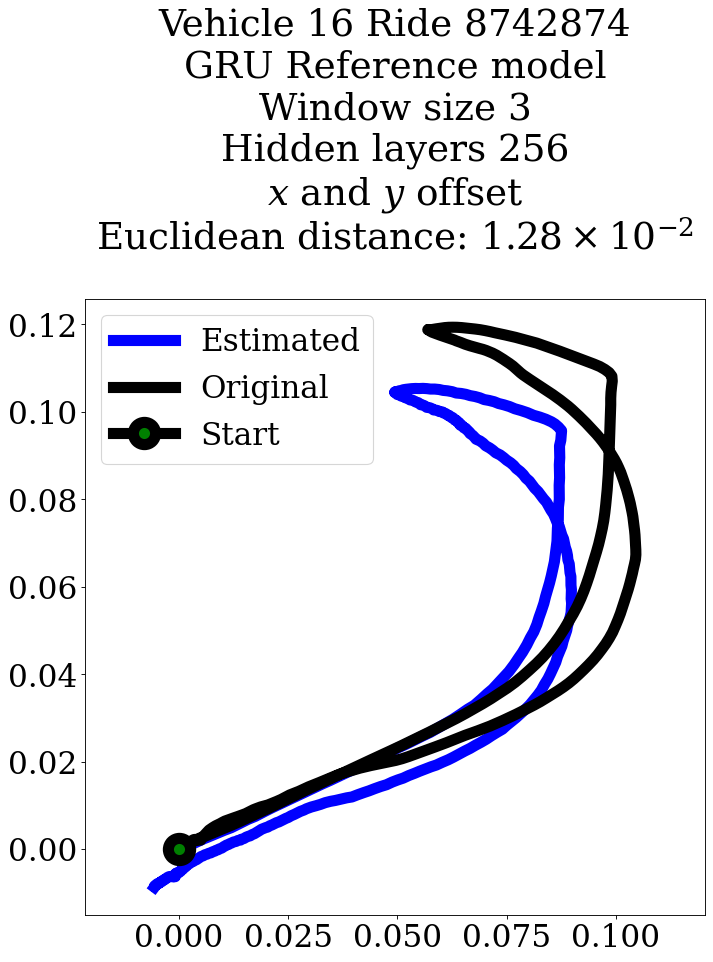 Vehicle 16 Ride 8742874
GRU Reference model
Window size 3
Hidden layers 256
x and y offset
Euclidean distance: 1.28 × 10⁻²
Estimated
Original
Start
0.12
0.10
0.08
0.06
0.04
0.02
0.00
0.000 0.025 0.050 0.075 0.100